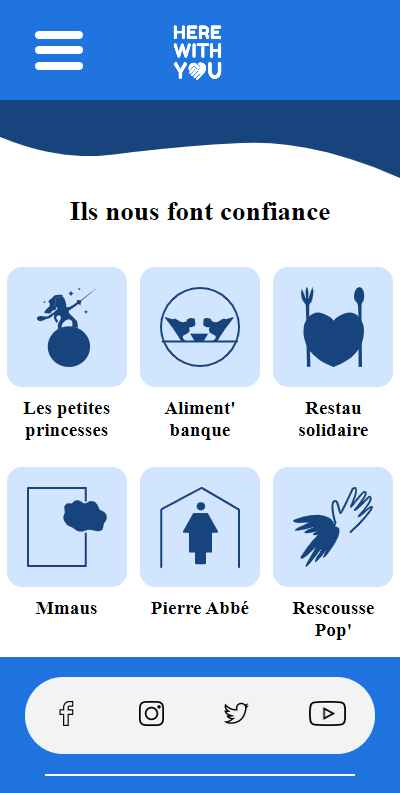 HERE
WITH
YOU
Ils nous font confiance
Les petites
princesses
Aliment'
banque
Restau
solidaire
Mmaus
Pierre Abbé
Rescousse
Pop'